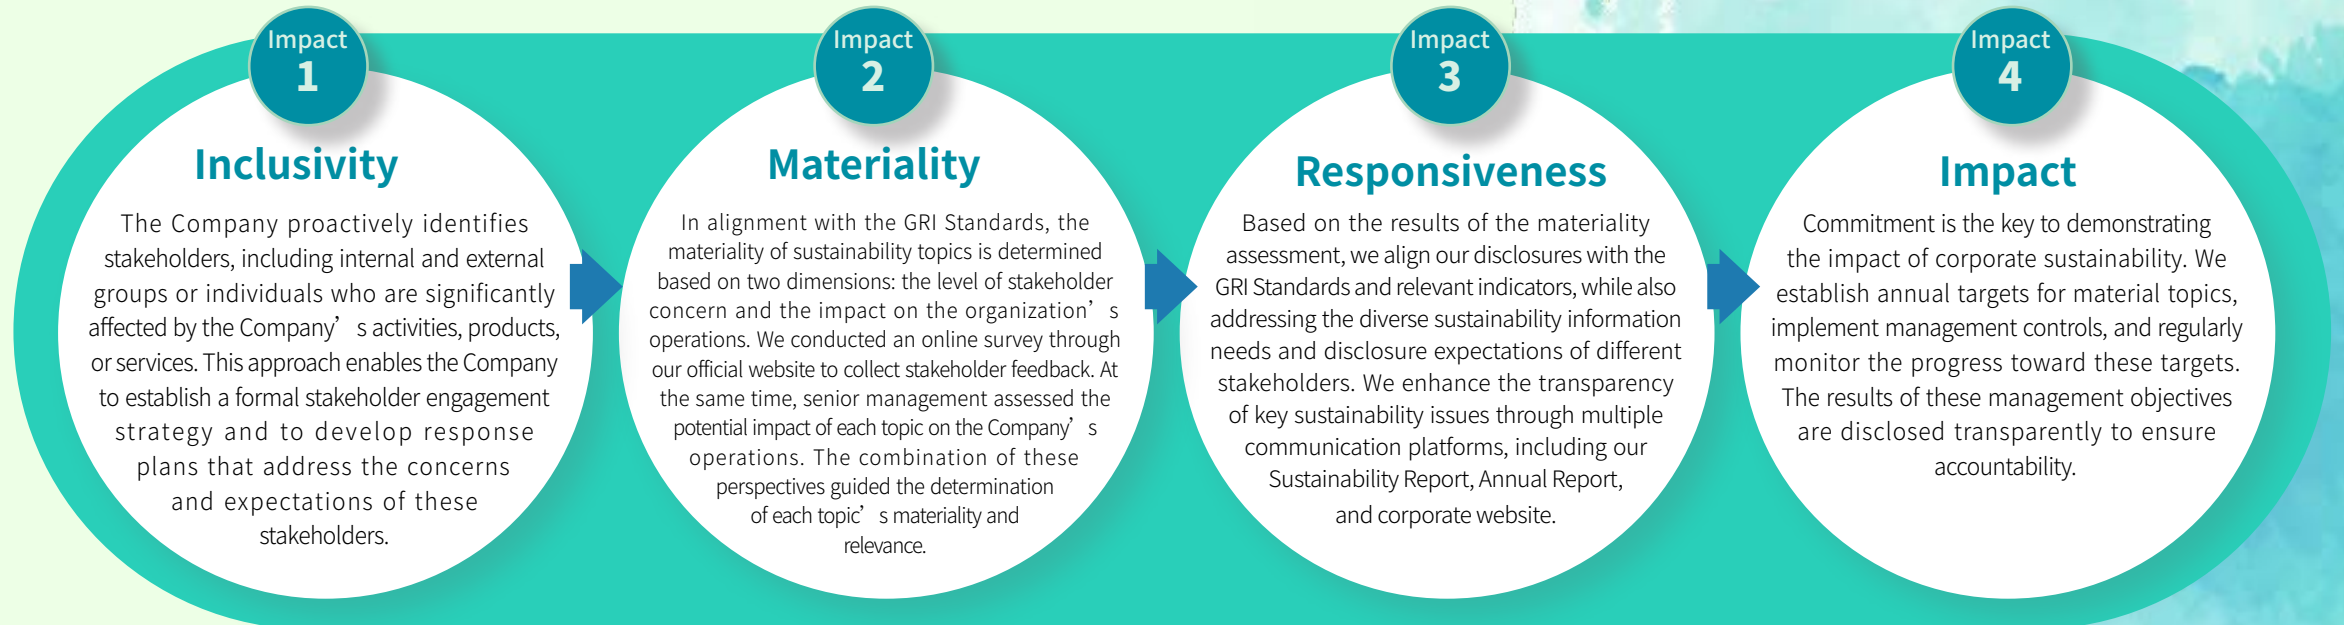 Impact
1
Inclusivity
The Company proactively identifies
stakeholders, including internal and external
groups or individuals who are significantly
affected by the Company’ s activities, products,
or services. This approach enables the Company
to establish a formal stakeholder engagement
strategy and to develop response
plans that address the concerns
and expectations of these
stakeholders.
Impact
2
Materiality
In alignment with the GRI Standards, the
materiality of sustainability topics is determined
based on two dimensions: the level of stakeholder
concern and the impact on the organization’ s
operations. We conducted an online survey through
our official website to collect stakeholder feedback. At
the same time, senior management assessed the
potential impact of each topic on the Company’ s
operations. The combination of these
perspectives guided the determination
of each topic’ s materiality and
relevance.
Impact
3
Responsiveness
Based on the results of the materiality
assessment, we align our disclosures with the
GRI Standards and relevant indicators, while also
addressing the diverse sustainability information
needs and disclosure expectations of different
stakeholders. We enhance the transparency
of key sustainability issues through multiple
communication platforms, including our
Sustainability Report, Annual Report,
and corporate website.
Impact
4
Impact
Commitment is the key to demonstrating
the impact of corporate sustainability. We
establish annual targets for material topics,
implement management controls, and regularly
monitor the progress toward these targets.
The results of these management objectives
are disclosed transparently to ensure
accountability.